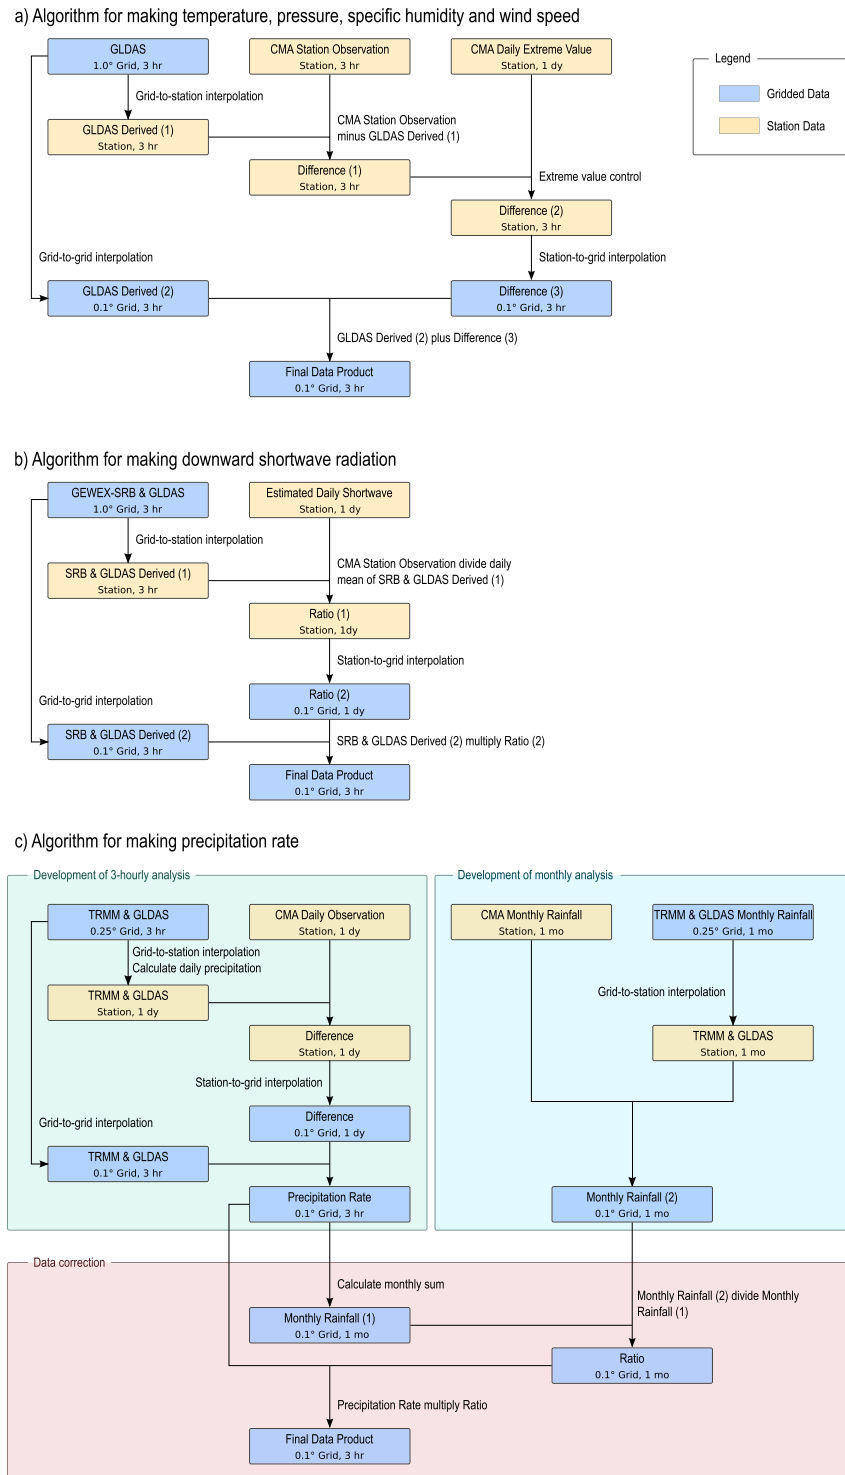 a) Algorithm for making temperature, pressure, specific humidity and wind speed
GLDAS
1.0° Grid, 3 hr
CMA Station Observation
Station, 3 hr
CMA Daily Extreme Value
Station, 1 dy
Legend
Gridded Data
Station Data
Grid-to-station interpolation
GLDAS Derived (1)
Station, 3 hr
CMA Station Observation
minus GLDAS Derived (1)
Difference (1)
Station, 3 hr
Extreme value control
Difference (2)
Station, 3 hr
Grid-to-grid interpolation
Station-to-grid interpolation
GLDAS Derived (2)
0.1° Grid, 3 hr
Difference (3)
0.1° Grid, 3 hr
GLDAS Derived (2) plus Difference (3)
Final Data Product
0.1° Grid, 3 hr
b) Algorithm for making downward shortwave radiation
GEWEX-SRB & GLDAS
1.0° Grid, 3 hr
Estimated Daily Shortwave
Station, 1 dy
Grid-to-station interpolation
SRB & GLDAS Derived (1)
Station, 3 hr
CMA Station Observation divide daily
mean of SRB & GLDAS Derived (1)
Ratio (1)
Station, 1dy
Station-to-grid interpolation
Ratio (2)
0.1° Grid, 1 dy
Grid-to-grid interpolation
SRB & GLDAS Derived (2)
0.1° Grid, 3 hr
SRB & GLDAS Derived (2) multiply Ratio (2)
Final Data Product
0.1° Grid, 3 hr
c) Algorithm for making precipitation rate
Development of 3-hourly analysis
TRMM & GLDAS
0.25° Grid, 3 hr
CMA Daily Observation
Station, 1 dy
Grid-to-station interpolation
Calculate daily precipitation
TRMM & GLDAS
Station, 1 dy
Difference
Station, 1 dy
Station-to-grid interpolation
Difference
0.1° Grid, 1 dy
Grid-to-grid interpolation
TRMM & GLDAS
0.1° Grid, 3 hr
Precipitation Rate
0.1° Grid, 3 hr
Development of monthly analysis
CMA Monthly Rainfall
Station, 1 mo
TRMM & GLDAS Monthly Rainfall
0.25° Grid, 1 mo
Grid-to-station interpolation
TRMM & GLDAS
Station, 1 mo
Monthly Rainfall (2)
0.1° Grid, 1 mo
Data correction
Calculate monthly sum
Monthly Rainfall (1)
0.1° Grid, 1 mo
Monthly Rainfall (2) divide Monthly
Rainfall (1)
Ratio
0.1° Grid, 1 mo
Precipitation Rate multiply Ratio
Final Data Product
0.1° Grid, 3 hr